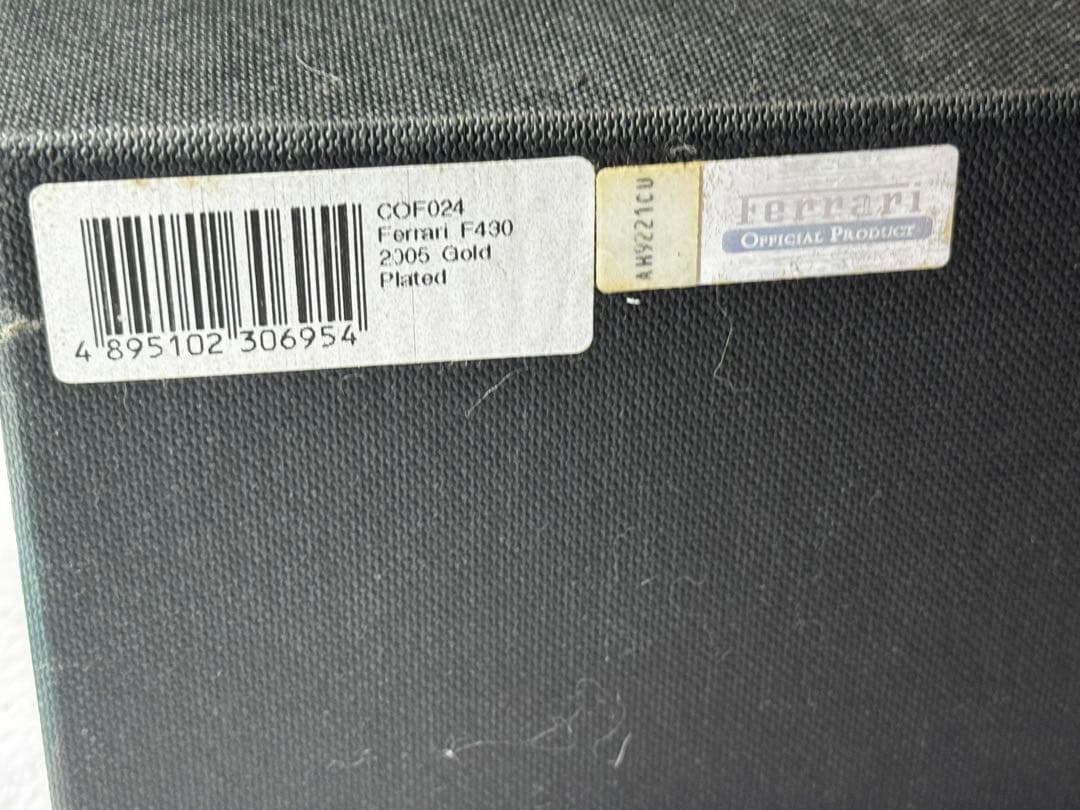 COF024
Ferrari F430
2005 Gold
Plated
4 895102 306954
AH9221CU
Ferrari
OFFICIAL PRODUCT